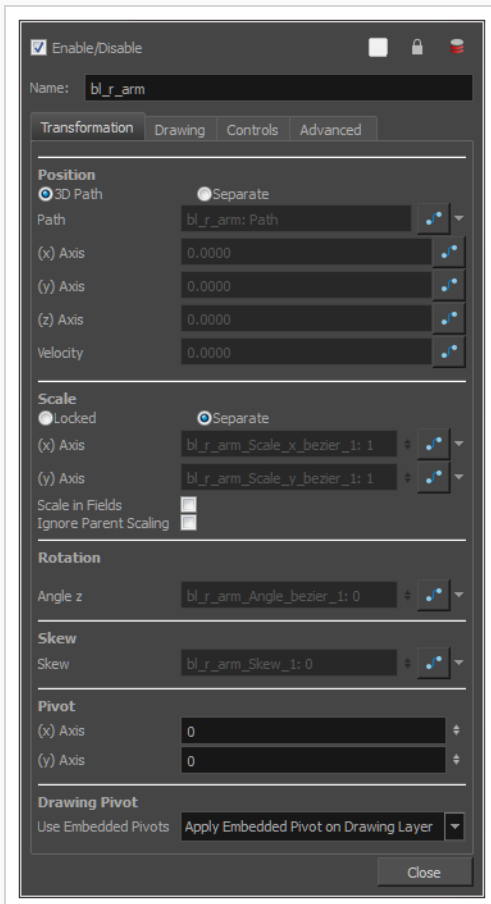 Enable/Disable
Name: bl_r_arm
Transformation Drawing Controls Advanced
Position
3D Path Separate
Path bl_r_arm: Path
(x) Axis 0.0000
(y) Axis 0.0000
(z) Axis 0.0000
Velocity 0.0000
Scale
Locked Separate
(x) Axis bl_r_arm_Scale_x_bezier_1: 1
(y) Axis bl_r_arm_Scale_y_bezier_1: 1
Scale in Fields
Ignore Parent Scaling
Rotation
Angle z bl_r_arm_Angle_bezier_1: 0
Skew
Skew bl_r_arm_Skew_1: 0
Pivot
(x) Axis 0
(y) Axis 0
Drawing Pivot
Use Embedded Pivots Apply Embedded Pivot on Drawing Layer
Close